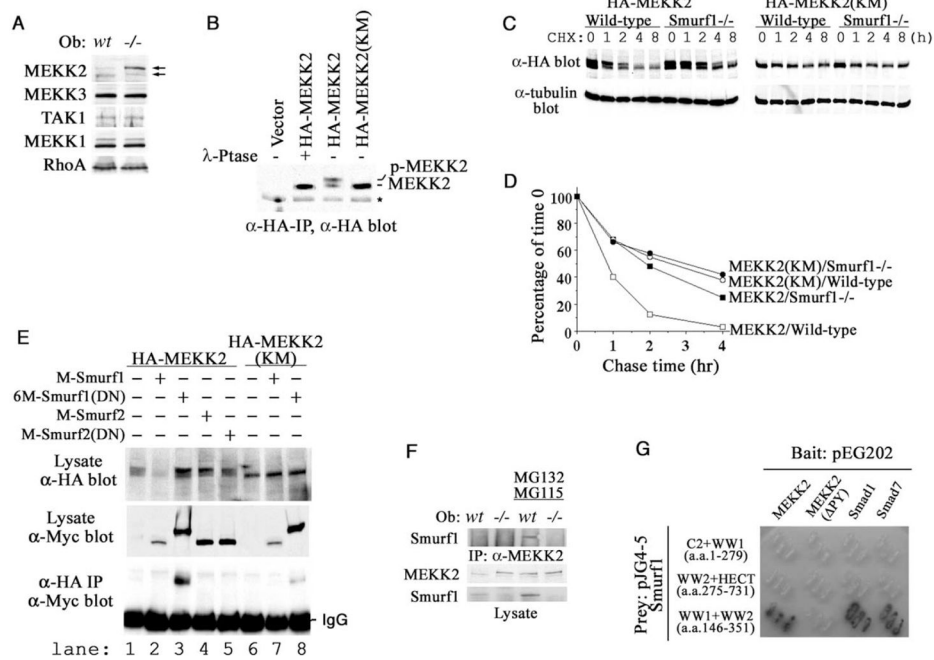 A
Ob: wt -/-
MEKK2
MEKK3
TAK1
MEKK1
RhoA
B
Vector
HA-MEKK2
HA-MEKK2
HA-MEKK2(KM)
λ-Ptase - + - -
p-MEKK2
MEKK2
*
α-HA-IP, α-HA blot
C
HA-MEKK2 HA-MEKK2(KM)
Wild-type Smurf1-/- Wild-type Smurf1-/-
CHX: 0 1 2 4 8 0 1 2 4 8 0 1 2 4 8 0 1 2 4 8 (h)
α-HA blot
α-tubulin
blot
D
Percentage of time 0
100
80
60
40
20
0
0 1 2 3 4
Chase time (hr)
MEKK2(KM)/Smurf1-/-
MEKK2(KM)/Wild-type
MEKK2/Smurf1-/-
MEKK2/Wild-type
E
HA-MEKK2
HA-MEKK2
(KM)
M-Smurf1 - + - - - - + -
6M-Smurf1(DN) - - + - - - - +
M-Smurf2 - - - + - - - -
M-Smurf2(DN) - - - - + - - -
Lysate
α-HA blot
Lysate
α-Myc blot
α-HA IP
α-Myc blot
IgG
lane: 1 2 3 4 5 6 7 8
F
MG132
MG115
Ob: wt -/- wt -/-
Smurf1
IP: α-MEKK2
MEKK2
Smurf1
Lysate
G
Bait: pEG202
MEKK2
MEKK2
(ΔPY)
Smad1
Smad7
Prey: pJG4-5
Smurf1
C2+WW1
(a.a.1-279)
WW2+HECT
(a.a.275-731)
WW1+WW2
(a.a.146-351)